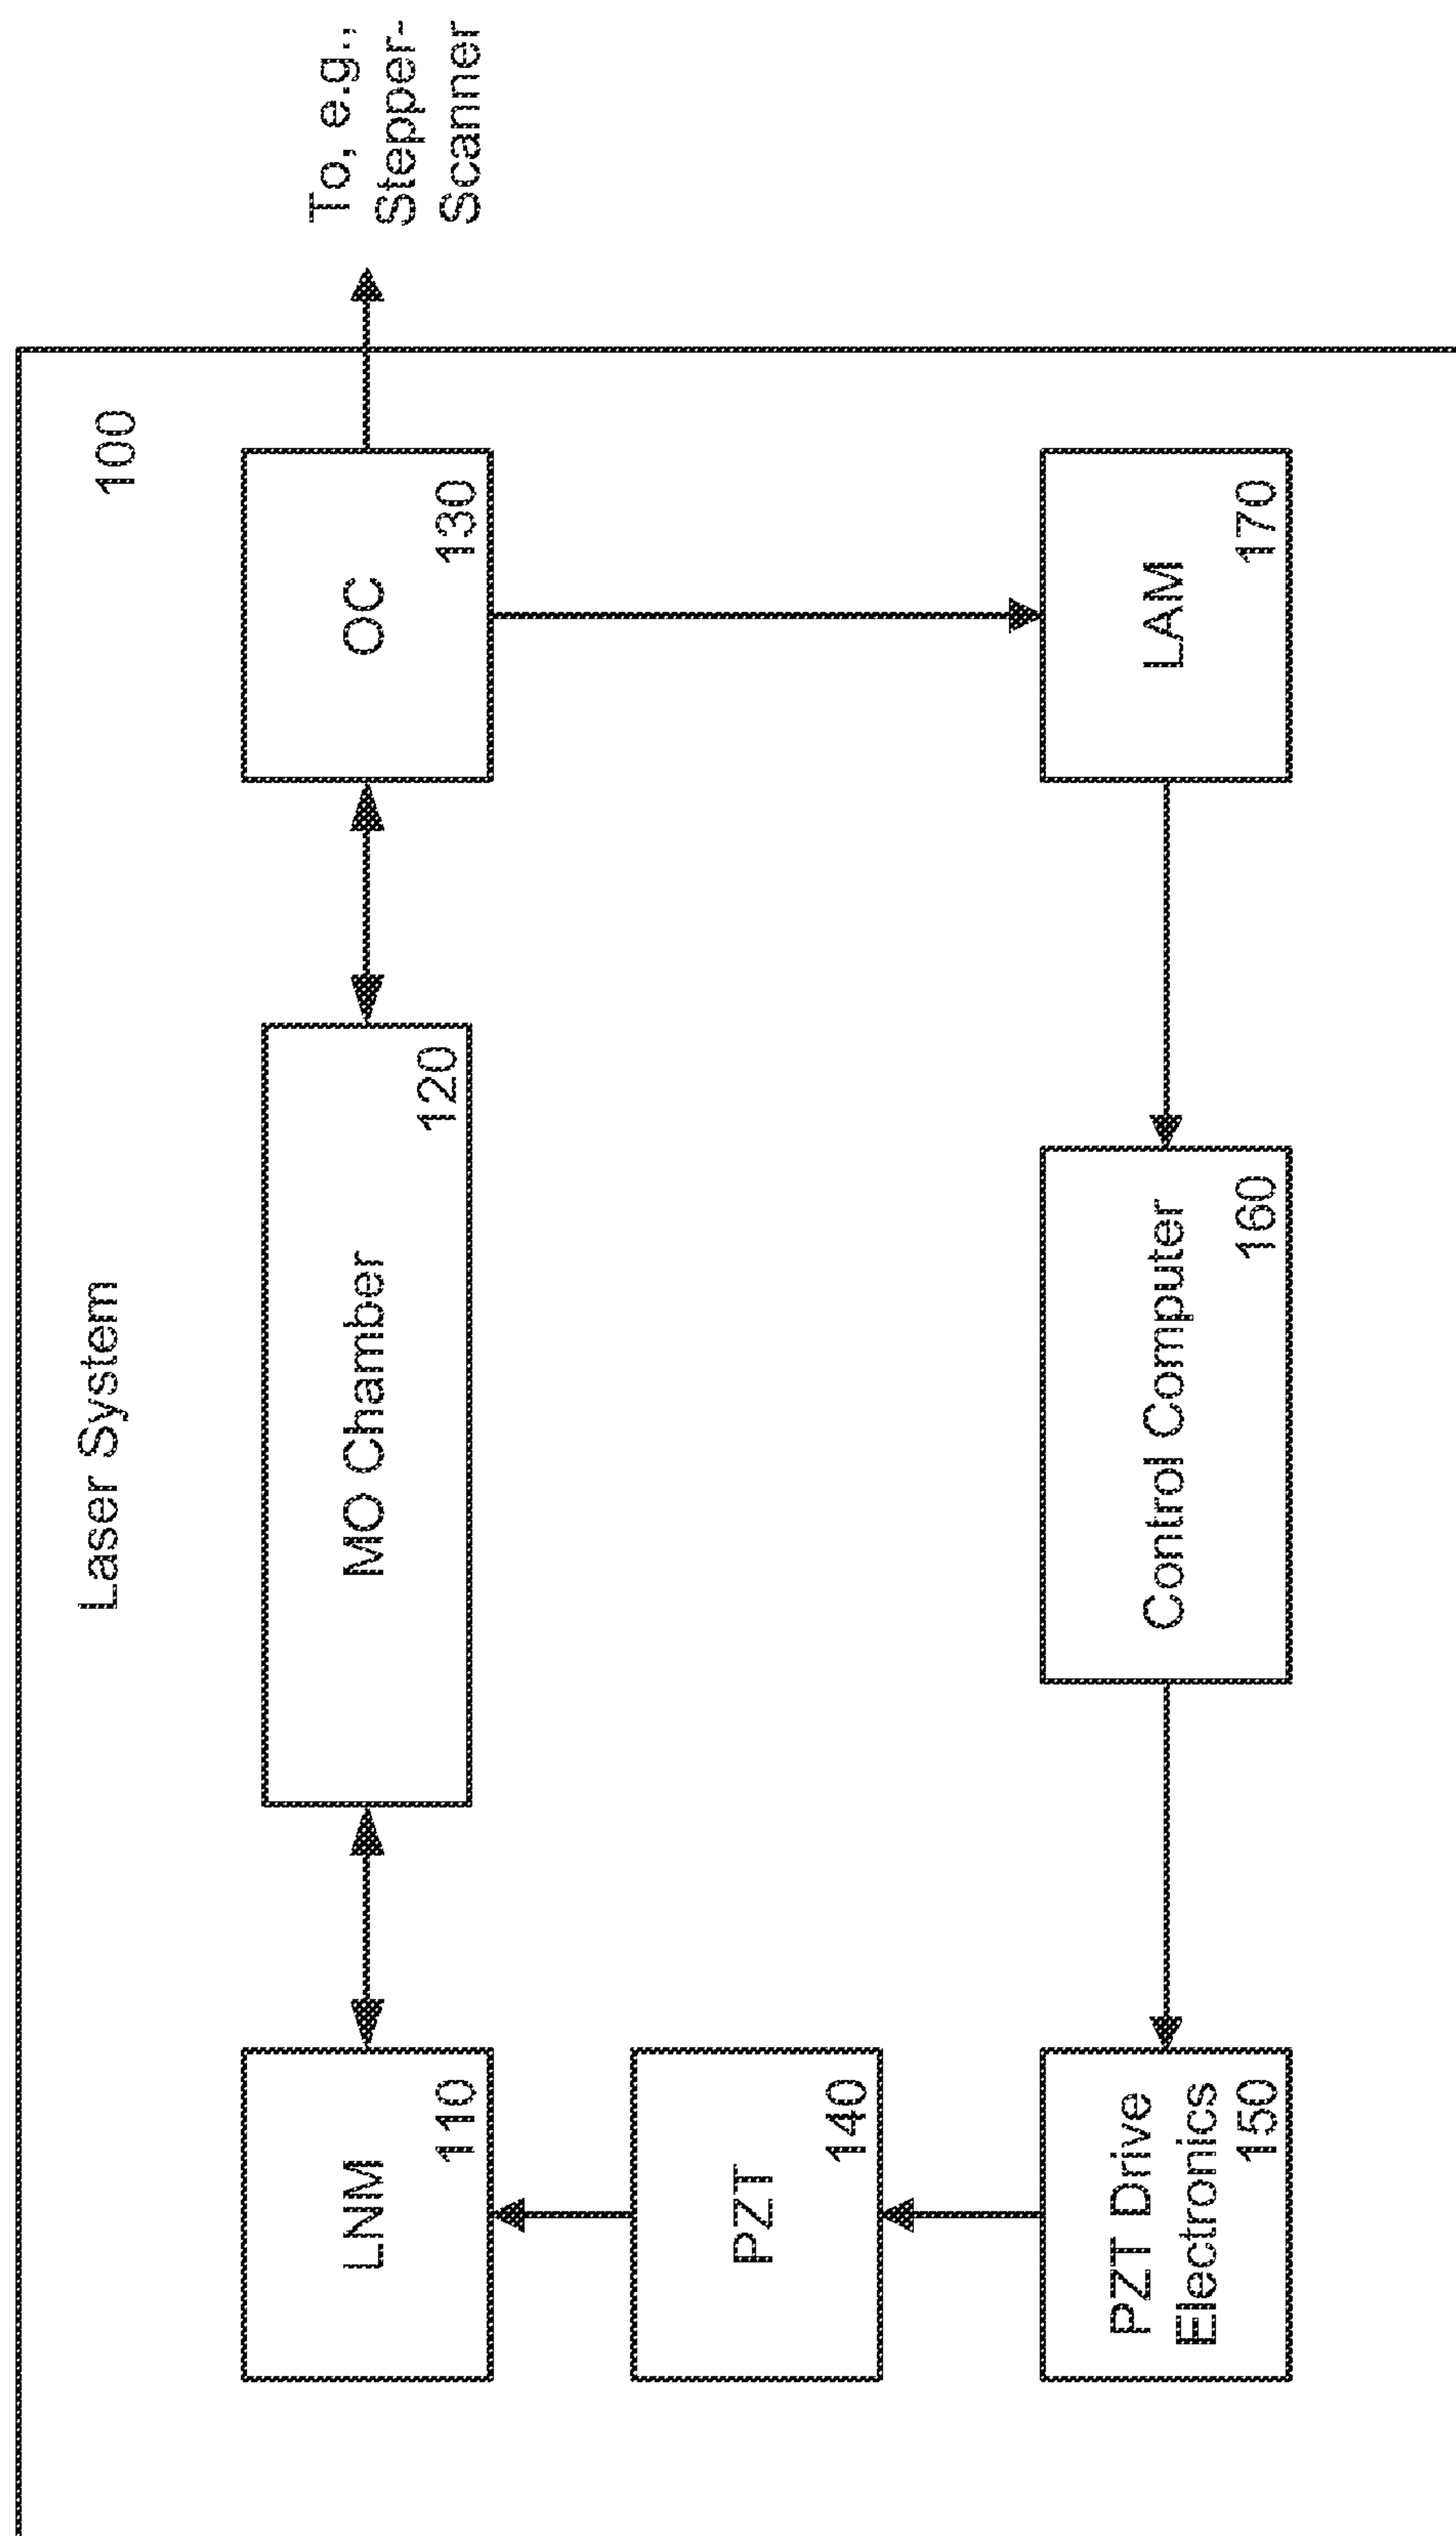 Laser System
100
To, e.g.,
Stepper-
Scanner
LNM
110
MO Chamber
120
OC
130
PZT
140
PZT Drive
Electronics
150
Control Computer
160
LAM
170